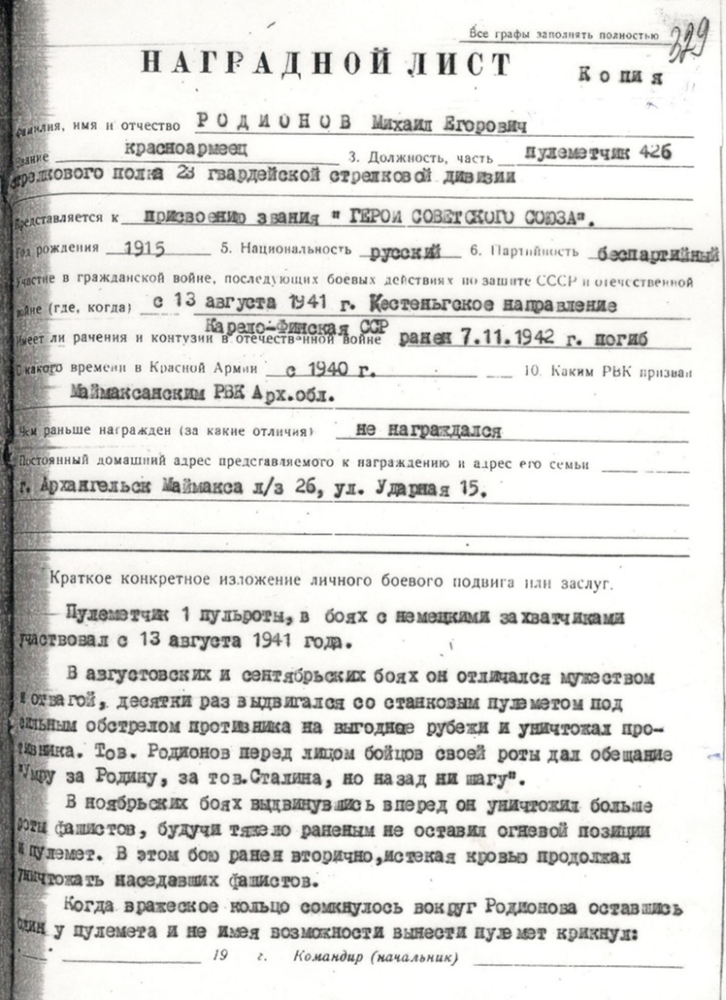 Все графы заполнять полностью
329
НАГРАДНОЙ ЛИСТ
Копия
Фамилия, имя и отчество РОДИОНОВ Михаил Егорович
Звание красноармеец 3. Должность, часть пулеметчик 426
стрелкового полка 23 гвардейской стрелковой дивизии
Представляется к присвоению звания " ГЕРОЙ СОВЕТСКОГО СОЮЗА".
Год рождения 1915 5. Национальность русский 6. Партийность беспартийный
Участие в гражданской войне, последующих боевых действиях по защите СССР и отечественной
войне (где, когда) с 13 августа 1941 г. Кестеньгское направление
Карело-Финская ССР
Имеет ли ранения и контузии в отечественной войне ранен 7.11.1942 г. погиб
С какого времени в Красной Армии с 1940 г. 10. Каким РВК призван
Маймаксанским РВК Арх.обл.
Чем раньше награжден (за какие отличия) не награждался
Постоянный домашний адрес представляемого к награждению и адрес его семьи
г. Архангельск Маймакса л/з 26, ул. Ударная 15.
Краткое конкретное изложение личного боевого подвига или заслуг.
Пулеметчик 1 пульроты, в боях с немецкими захватчиками
участвовал с 13 августа 1941 года.
В августовских и сентябрьских боях он отличался мужеством
и отвагой, десятки раз выдвигался со станковым пулеметом под
сильным обстрелом противника на выгодные рубежи и уничтожал про-
тивника. Тов. Родионов перед лицом бойцов своей роты дал обещание
"Умру за Родину, за тов.Сталина, но назад ни шагу".
В ноябрьских боях выдвинувшись вперед он уничтожил больше
роты фашистов, будучи тяжело раненым не оставил огневой позиции
и пулемет. В этом бою ранен вторично,истекая кровью продолжал
уничтожать наседавших фашистов.
Когда вражеское кольцо сомкнулось вокруг Родионова оставшись
один у пулемета и не имея возможности вынести пулемет крикнул:
19 г. Командир (начальник)